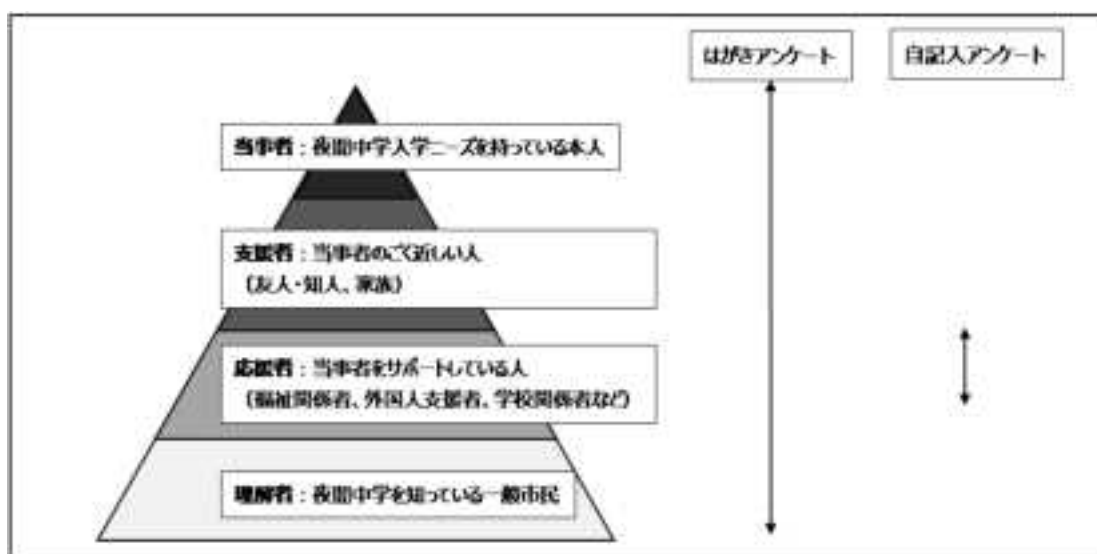 はがきアンケート
自記入アンケート
当事者：夜間中学入学ニーズを持っている本人
支援者：当事者のごく近しい人
（友人・知人、家族）
応援者：当事者をサポートしている人
（福祉関係者、外国人支援者、学校関係者など）
理解者：夜間中学を知っている一般市民